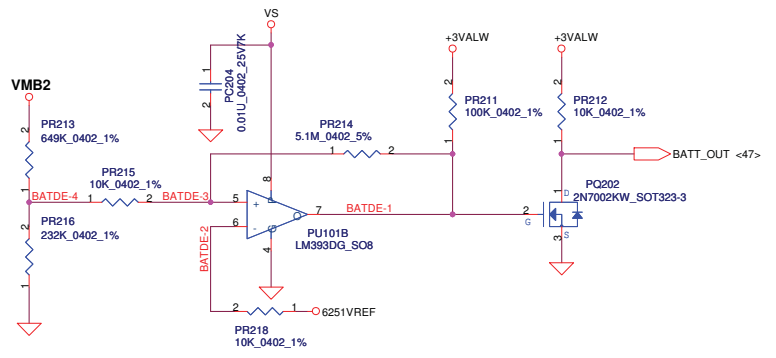 VS
+3VALW
+3VALW
1
2
PC204
0.01U_0402_25V7K
VMB2
2
PR213
649K_0402_1%
1
PR214
5.1M_0402_5%
1
2
2
PR211
100K_0402_1%
1
2
PR212
10K_0402_1%
1
BATT_OUT <47>
PR215
10K_0402_1%
BATDE-4
1
2
BATDE-3
5
+
8
P
O
7
BATDE-1
6
-
G
4
PU101B
LM393DG_SO8
2
G
1
D
PQ202
2N7002KW_SOT323-3
S
3
2
PR216
232K_0402_1%
1
BATDE-2
2
1
6251VREF
PR218
10K_0402_1%